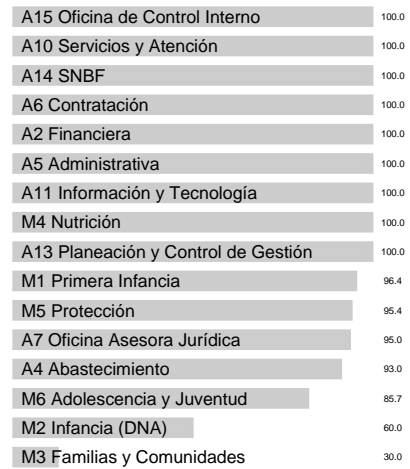 A15 Oficina de Control Interno 100.0
A10 Servicios y Atención 100.0
A14 SNBF 100.0
A6 Contratación 100.0
A2 Financiera 100.0
A5 Administrativa 100.0
A11 Información y Tecnología 100.0
M4 Nutrición 100.0
A13 Planeación y Control de Gestión 100.0
M1 Primera Infancia 96.4
M5 Protección 95.4
A7 Oficina Asesora Jurídica 95.0
A4 Abastecimiento 93.0
M6 Adolescencia y Juventud 85.7
M2 Infancia (DNA) 60.0
M3 Familias y Comunidades 30.0